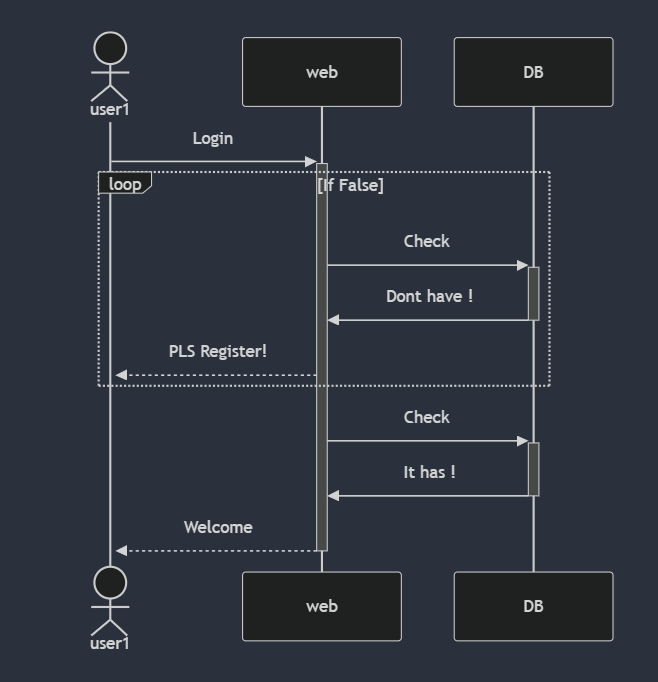 user1
web
DB
Login
loop
[If False]
Check
Dont have !
PLS Register!
Check
It has !
Welcome
user1
web
DB